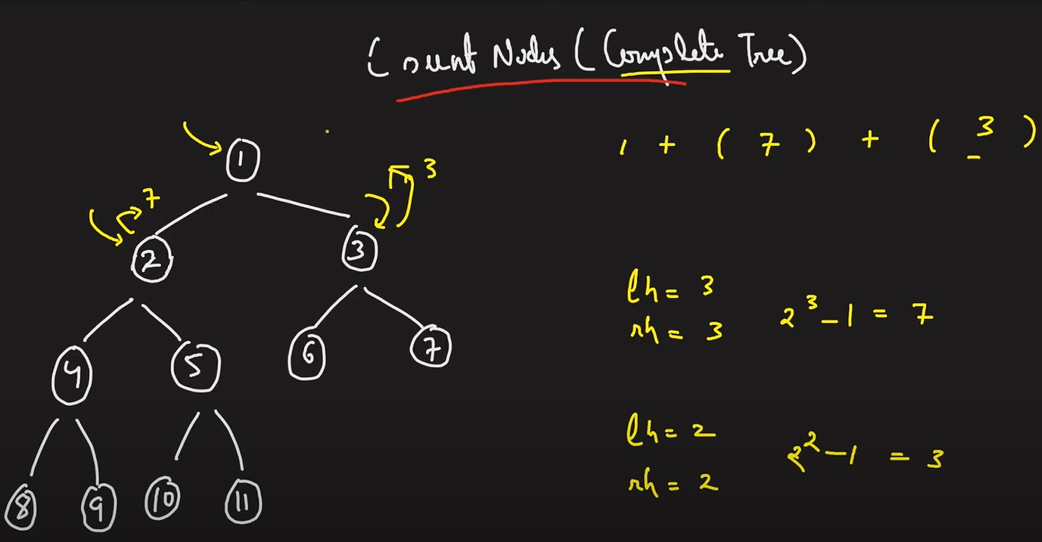 Count Nodes (Complete Tree)
1 + ( 7 ) + ( 3 )
1
3
7
2
3
lh = 3
rh = 3
2³ - 1 = 7
4
5
6
7
lh = 2
rh = 2
2² - 1 = 3
8
9
10
11